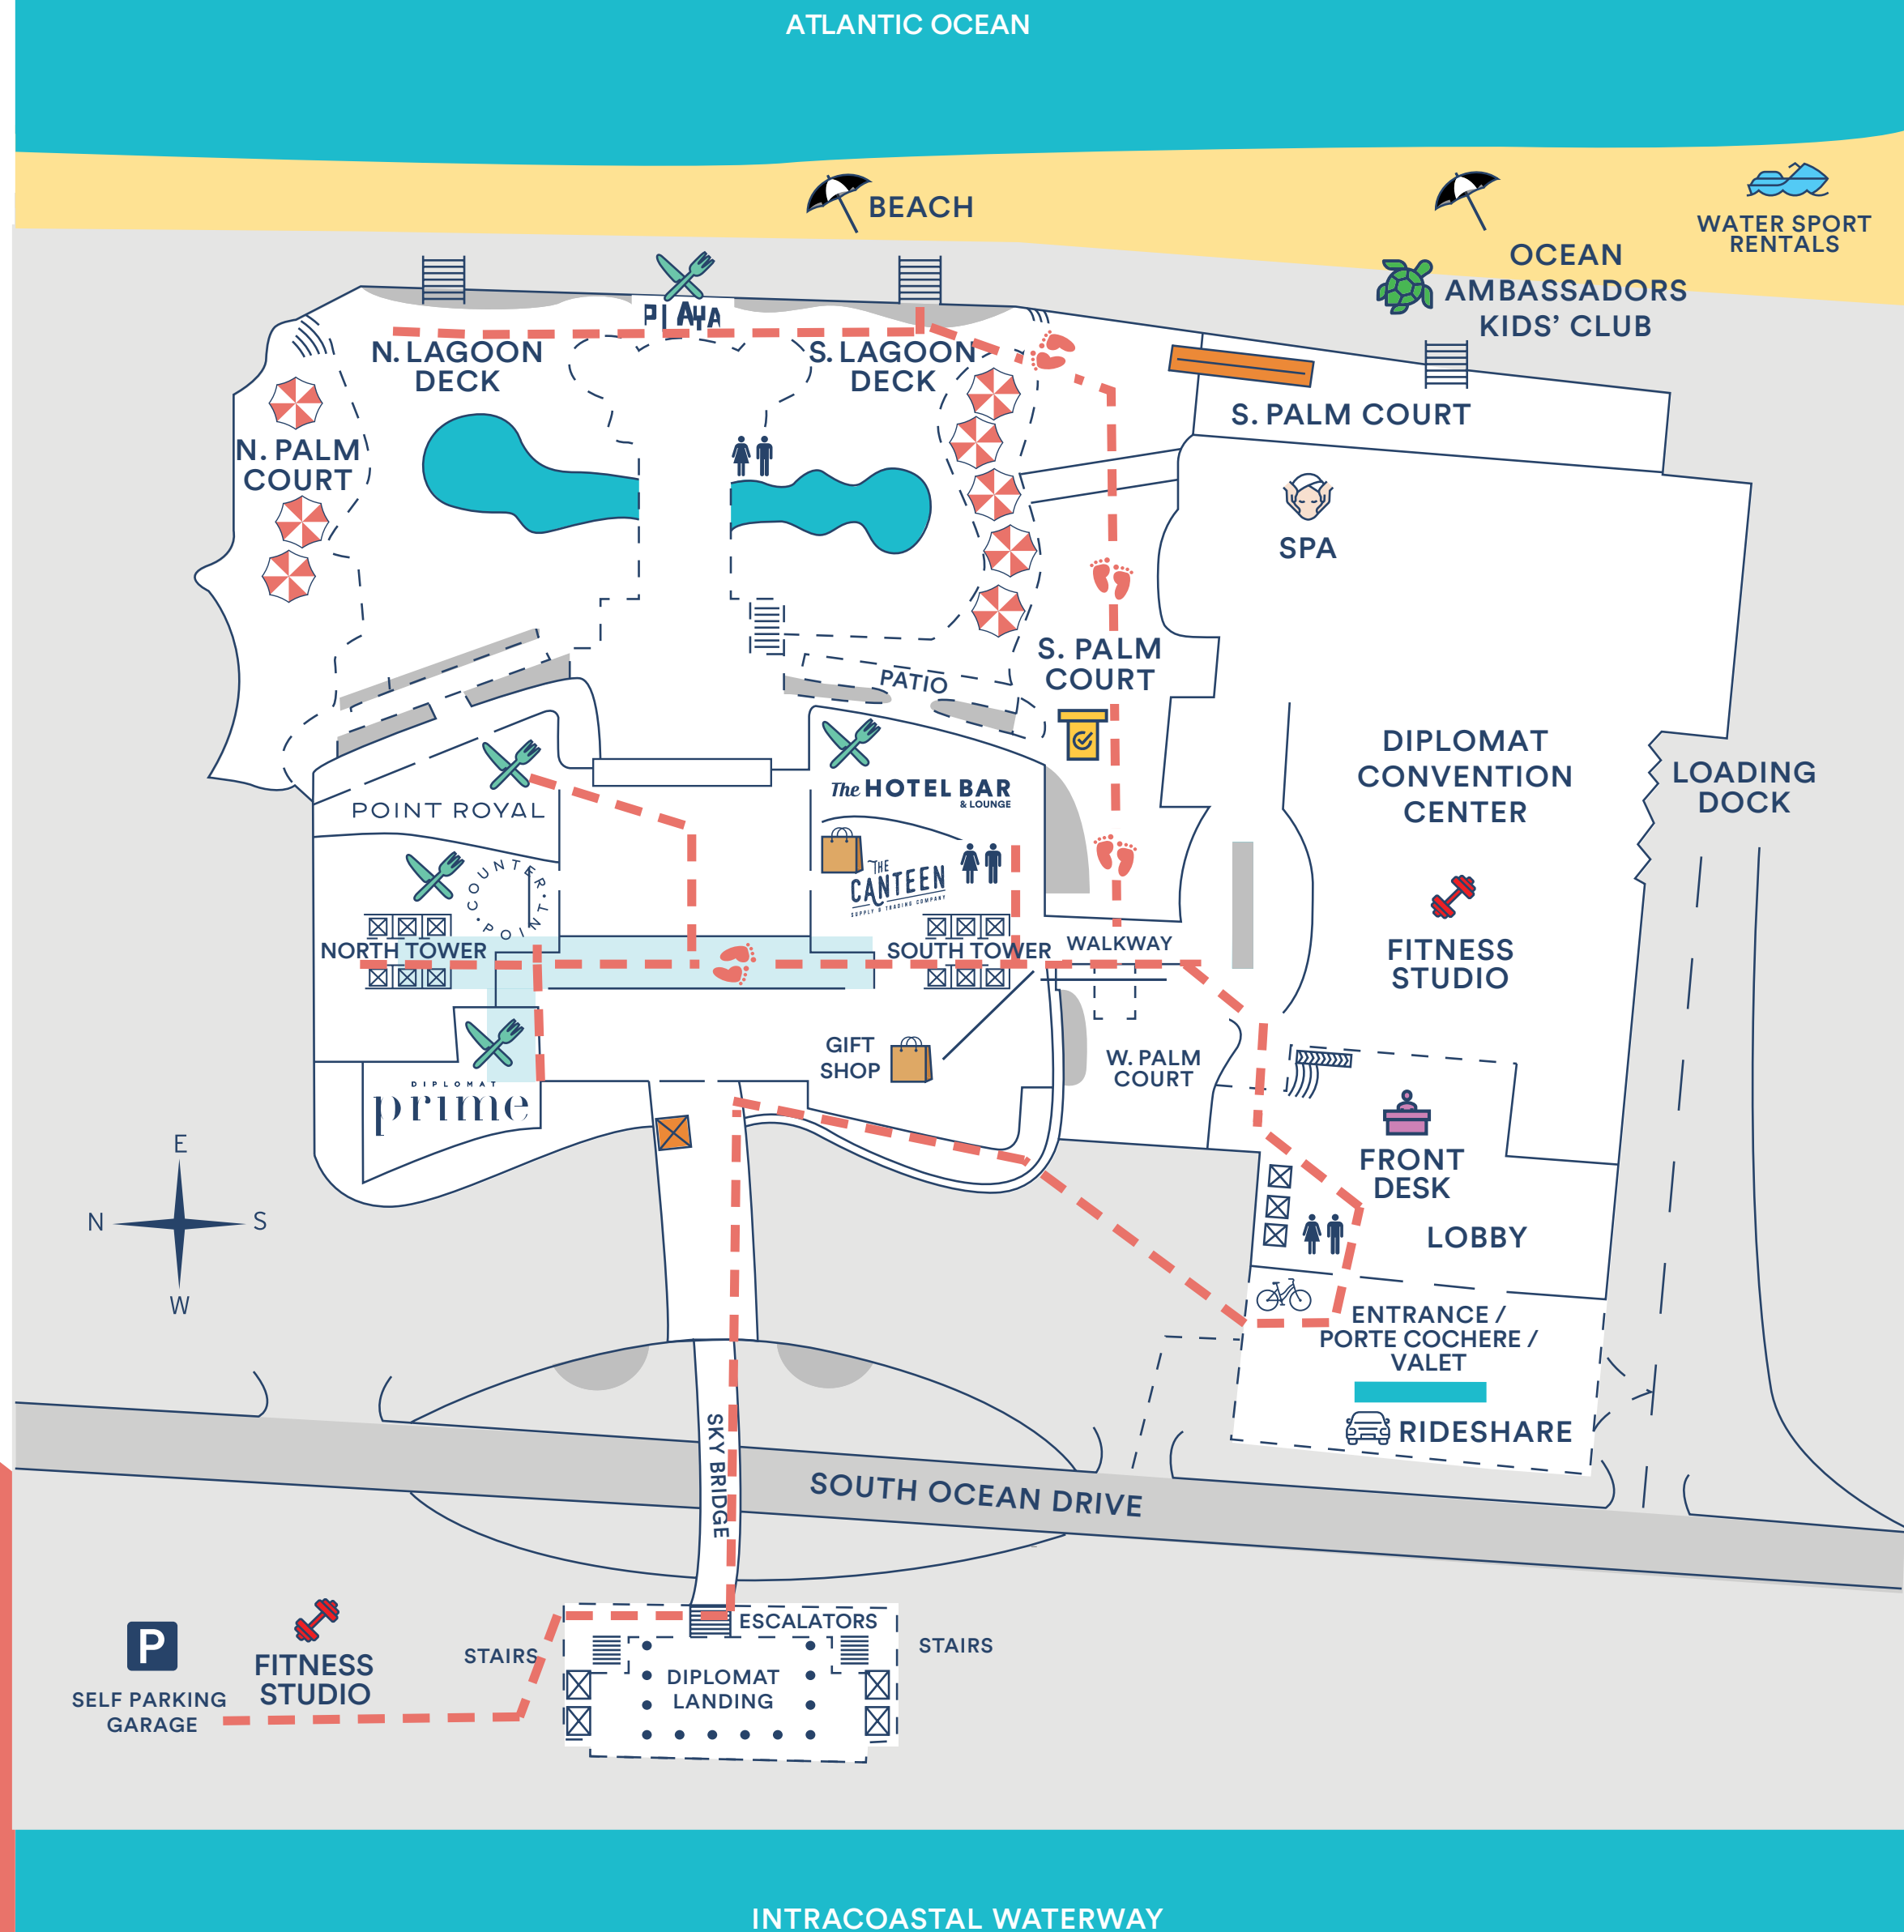 ATLANTIC OCEAN
BEACH
WATER SPORT
RENTALS
OCEAN
AMBASSADORS
KIDS’ CLUB
PLAYA
N. LAGOON
DECK
S. LAGOON
DECK
S. PALM COURT
N. PALM
COURT
SPA
S. PALM
COURT
PATIO
DIPLOMAT
CONVENTION
CENTER
LOADING
DOCK
The HOTEL BAR
& LOUNGE
POINT ROYAL
COUNTER
·POINT·
THE
CANTEEN
SUPPLY & TRADING COMPANY
FITNESS
STUDIO
NORTH TOWER
SOUTH TOWER
WALKWAY
GIFT
SHOP
W. PALM
COURT
DIPLOMAT
prime
FRONT
DESK
LOBBY
E
N
S
W
ENTRANCE /
PORTE COCHERE /
VALET
RIDESHARE
SKY BRIDGE
SOUTH OCEAN DRIVE
P
SELF PARKING
GARAGE
FITNESS
STUDIO
STAIRS
ESCALATORS
STAIRS
DIPLOMAT
LANDING
INTRACOASTAL WATERWAY